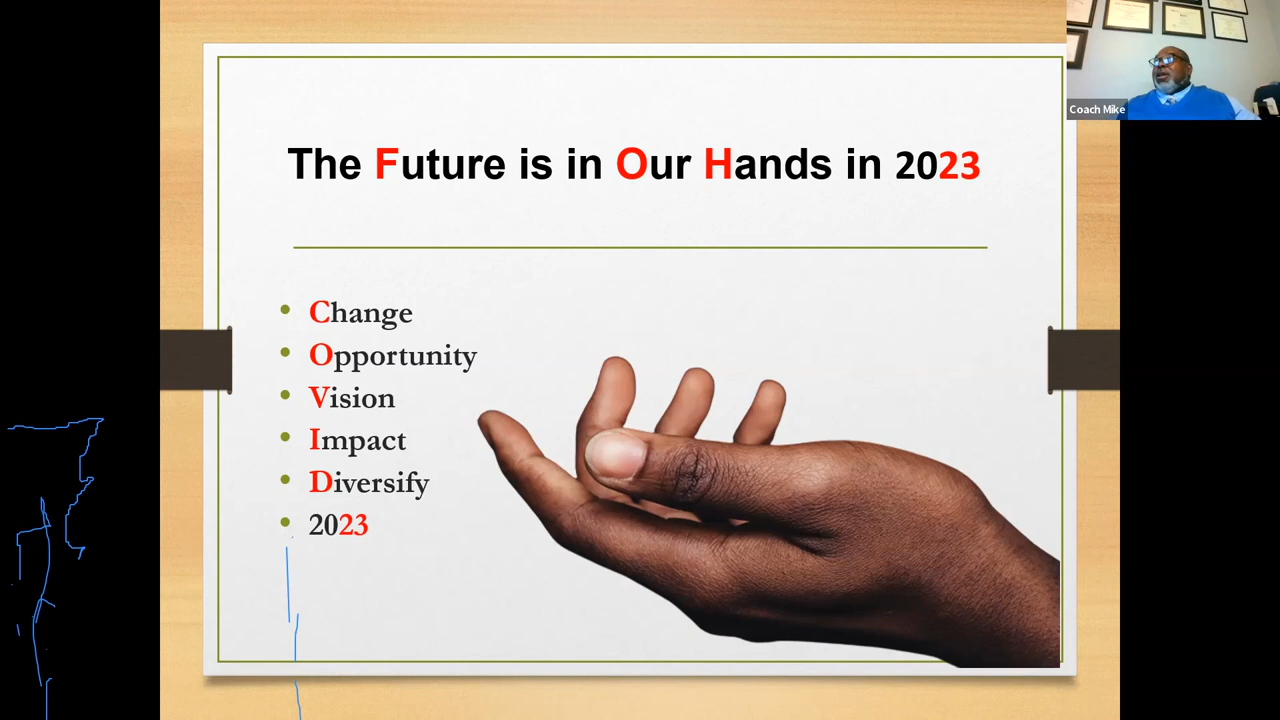 The Future is in Our Hands in 2023
Change
Opportunity
Vision
Impact
Diversify
2023
Coach Mike